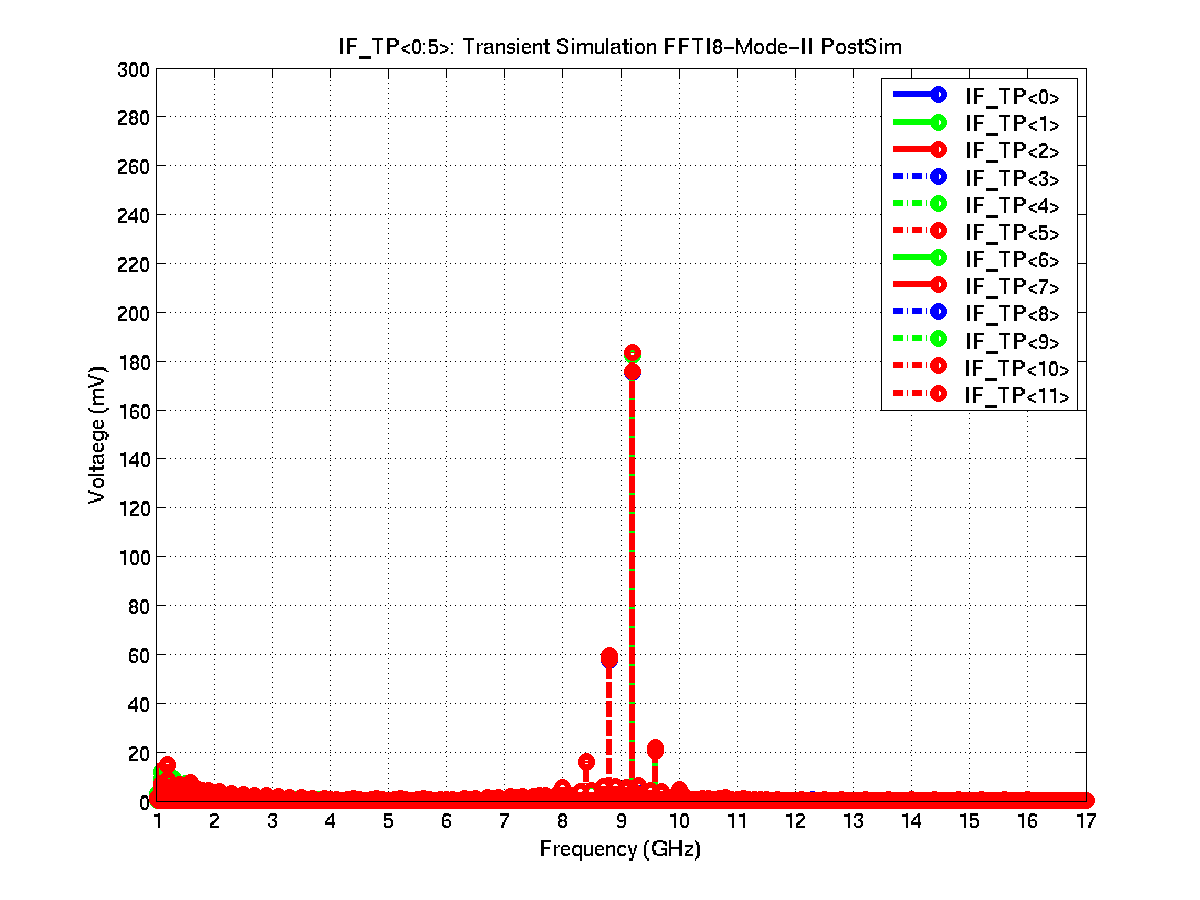 IF_TP<0:5>: Transient Simulation FFTI8-Mode-II PostSim
300
280
260
240
220
200
180
160
140
120
100
80
60
40
20
0
Voltaege (mV)
IF_TP<0>
IF_TP<1>
IF_TP<2>
IF_TP<3>
IF_TP<4>
IF_TP<5>
IF_TP<6>
IF_TP<7>
IF_TP<8>
IF_TP<9>
IF_TP<10>
IF_TP<11>
1 2 3 4 5 6 7 8 9 10 11 12 13 14 15 16 17
Frequency (GHz)